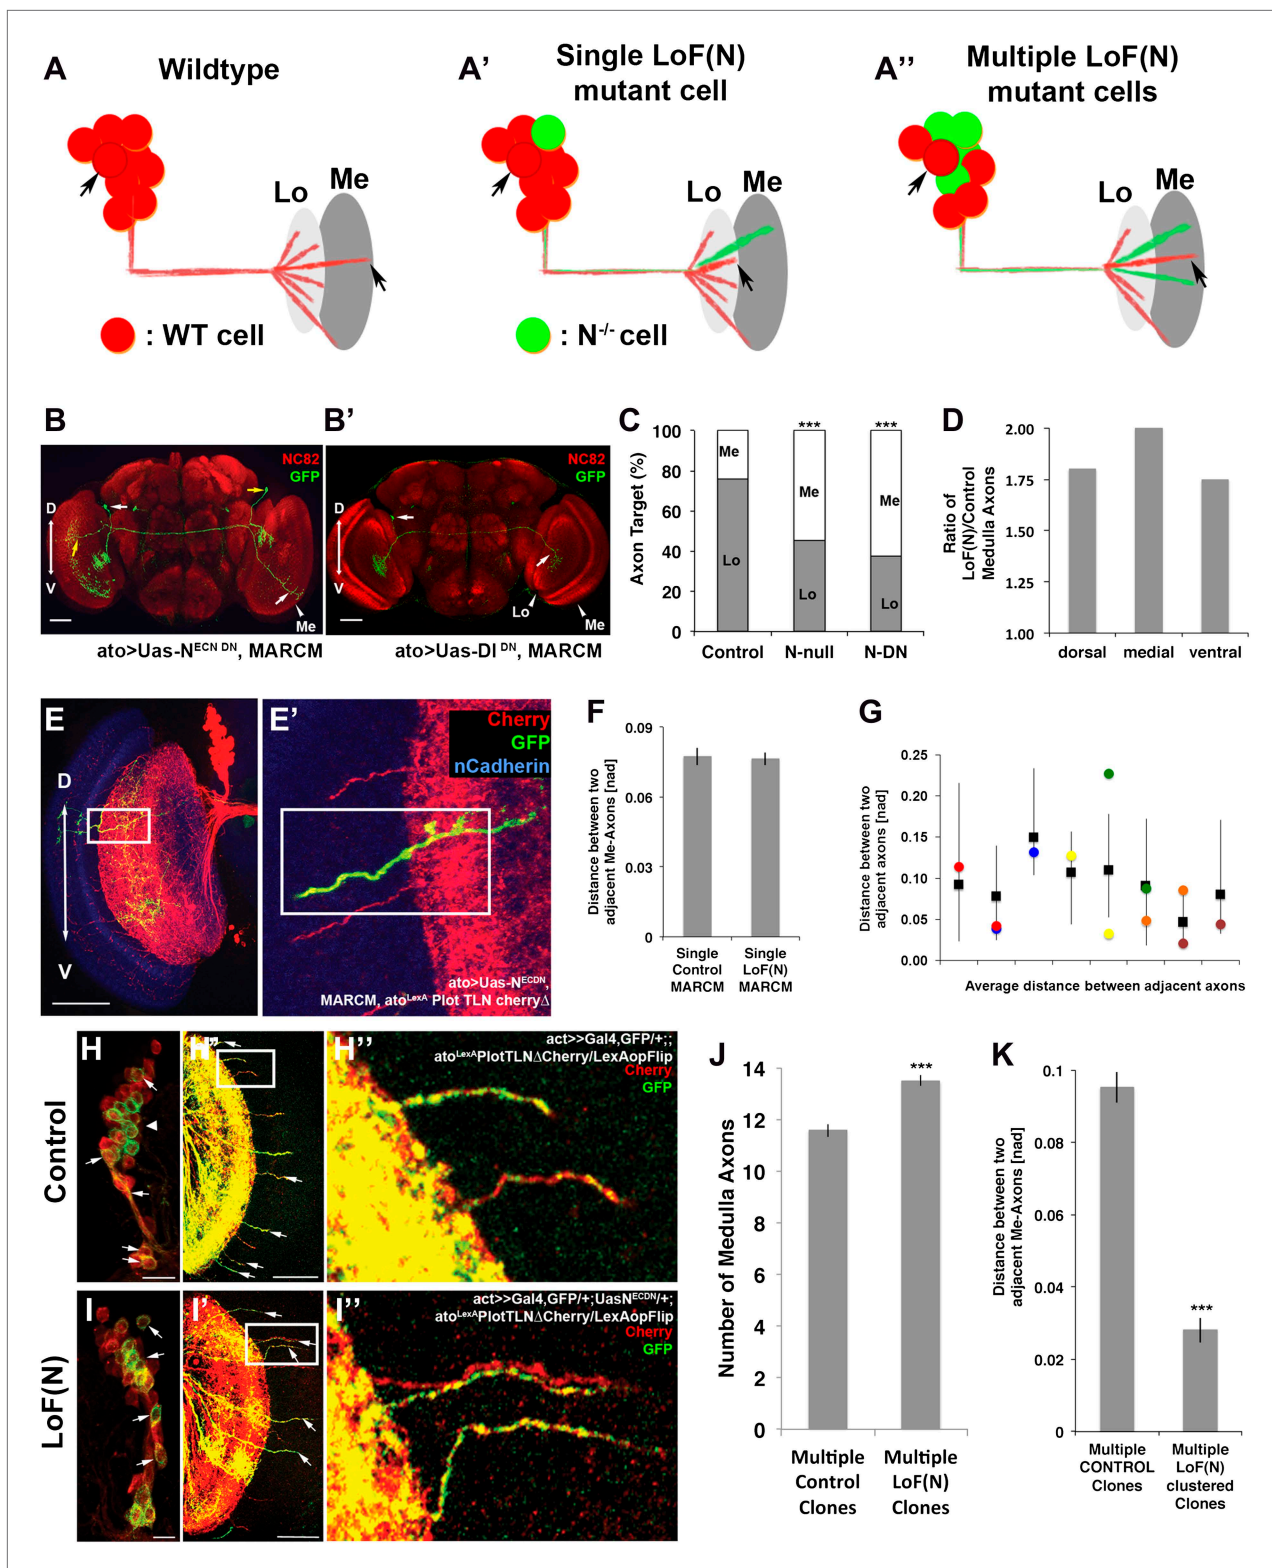 A
Wildtype
A'
Single LoF(N)
mutant cell
A''
Multiple LoF(N)
mutant cells
Lo
Me
Lo
Me
Lo
Me
: WT cell
: N-/- cell
B
NC82
GFP
D
V
Me
ato>Uas-NECN DN, MARCM
B'
NC82
GFP
Lo
Me
ato>Uas-Dl DN, MARCM
C
Axon Target (%)
100
80
60
40
20
0
Me
Lo
***
Me
Lo
***
Me
Lo
Control
N-null
N-DN
D
Ratio of
LoF(N)/Control
Medulla Axons
2.00
1.75
1.50
1.25
1.00
dorsal
medial
ventral
E
D
V
E'
Cherry
GFP
nCadherin
ato>Uas-NECDN,
MARCM, atoLexA Plot TLN cherry∆
F
Distance between two
adjacent Me-Axons [nad]
0.09
0.06
0.03
0
Single
Control
MARCM
Single
LoF(N)
MARCM
G
Distance between two
adjacent axons [nad]
0.25
0.20
0.15
0.10
0.05
0.00
Average distance between adjacent axons
Control
H
H'
H''
act>>Gal4,GFP/+;;
atoLexAPlotTLN∆Cherry/LexAopFlip
Cherry
GFP
LoF(N)
I
I'
I''
act>>Gal4,GFP/+;UasNECDN/+;
atoLexAPlotTLN∆Cherry/LexAopFlip
Cherry
GFP
J
Number of Medulla Axons
14
12
10
8
6
4
2
0
***
Multiple
Control
Clones
Multiple
LoF(N)
Clones
K
Distance between two
adjacent Me-Axons [nad]
0.1
0.08
0.06
0.04
0.02
0
***
Multiple
CONTROL
Clones
Multiple
LoF(N)
clustered
Clones